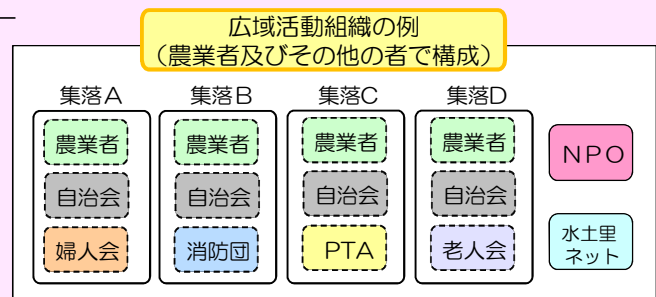 広域活動組織の例
（農業者及びその他の者で構成）
集落A
集落B
集落C
集落D
農業者
農業者
農業者
農業者
NPO
自治会
自治会
自治会
自治会
婦人会
消防団
PTA
老人会
水土里
ネット